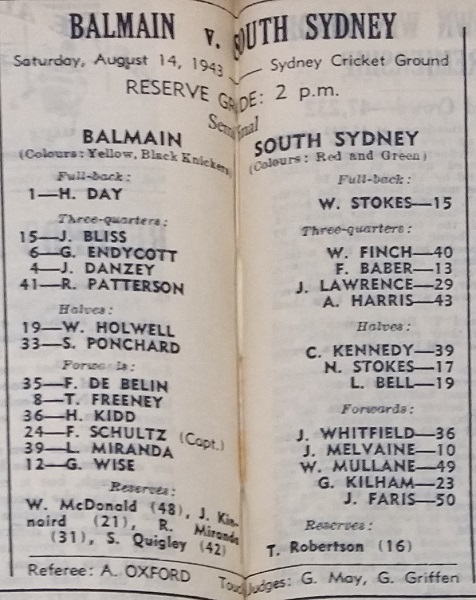 BALMAIN v. SOUTH SYDNEY
Saturday, August 14, 1943 — Sydney Cricket Ground
RESERVE GRADE: 2 p.m.
Semi-final
BALMAIN
(Colours: Yellow, Black Knickers)
Full-back:
1—H. DAY
Three-quarters:
15—J. BLISS
6—G. ENDYCOTT
4—J. DANZEY
41—R. PATTERSON
Halves:
19—W. HOLWELL
33—S. PONCHARD
Forwards:
35—F. DE BELIN
8—T. FREENEY
36—H. KIDD
24—F. SCHULTZ (Capt.)
39—L. MIRANDA
12—G. WISE
Reserves:
W. McDonald (48), J. Kin-
naird (21), R. Miranda
(31), S. Quigley (42)
SOUTH SYDNEY
(Colours: Red and Green)
Full-back:
W. STOKES—15
Three-quarters:
W. FINCH—40
F. BABER—13
J. LAWRENCE—29
A. HARRIS—43
Halves:
C. KENNEDY—39
N. STOKES—17
L. BELL—19
Forwards:
J. WHITFIELD—36
J. MELVAINE—10
W. MULLANE—49
G. KILHAM—23
J. FARIS—50
Reserves:
T. Robertson (16)
Referee: A. OXFORD Touch Judges: G. May, G. Griffen